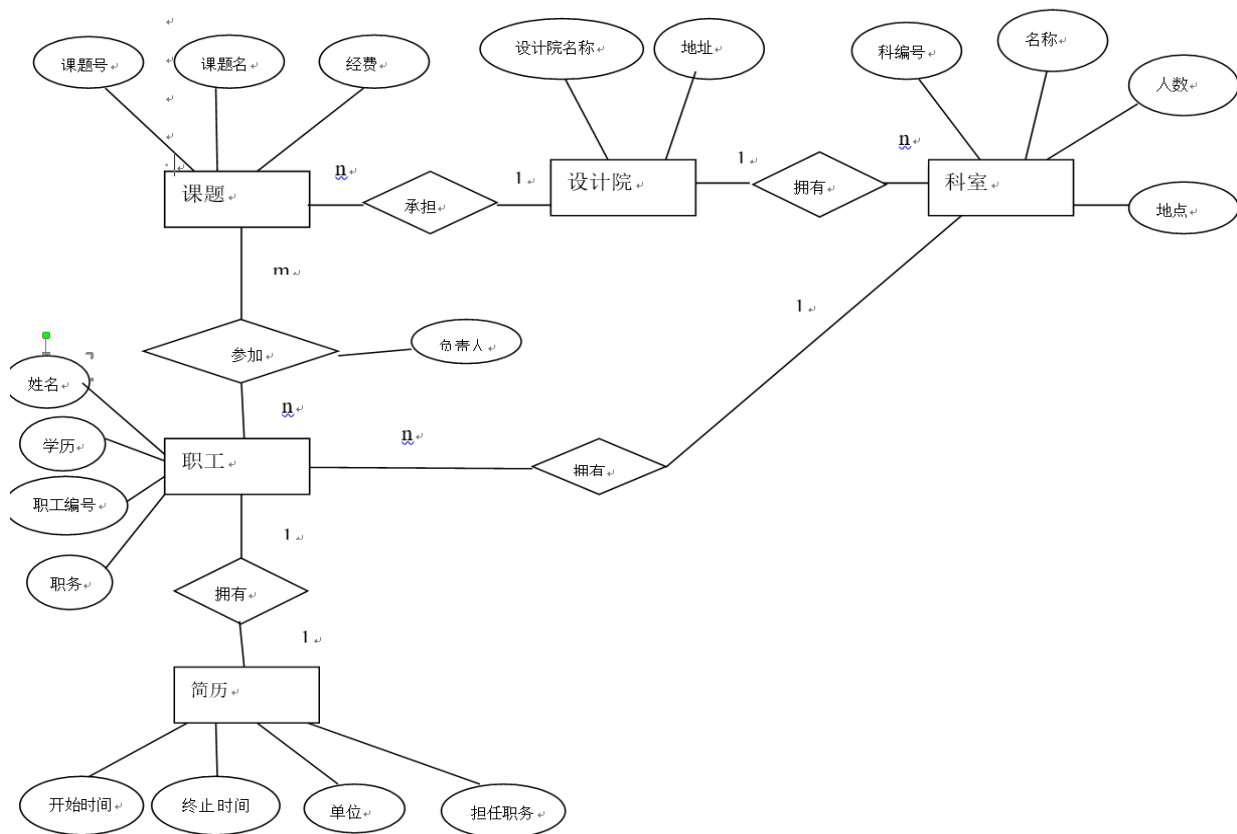 课题号
课题名
经费
设计院名称
地址
科编号
名称
人数
课题
n
承担
1
设计院
1
拥有
n
科室
地点
m
参加
负责人
1
姓名
学历
职工编号
职务
n
职工
n
拥有
1
拥有
1
简历
开始时间
终止时间
单位
担任职务